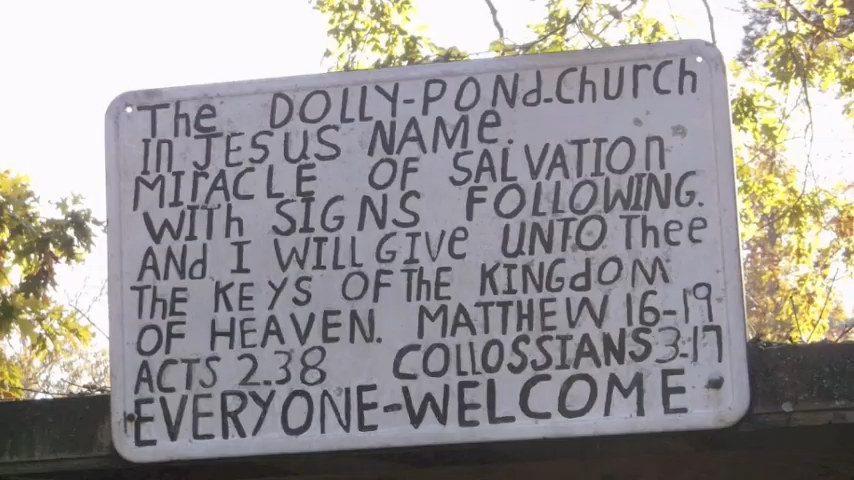 The DOLLY-POND-Church
IN JESUS NAMe.
MIrACLE OF SALVATION
WITh SIGNS FOLLOWING.
ANd I WILL GIVe UNTO Thee
THE KEYS OF ThE KINGdOM
OF HEAVEN. MATTHEW 16-19
ACTS 2.38 COLLOSSIANS 3-17
EVERYONE-WELCOME